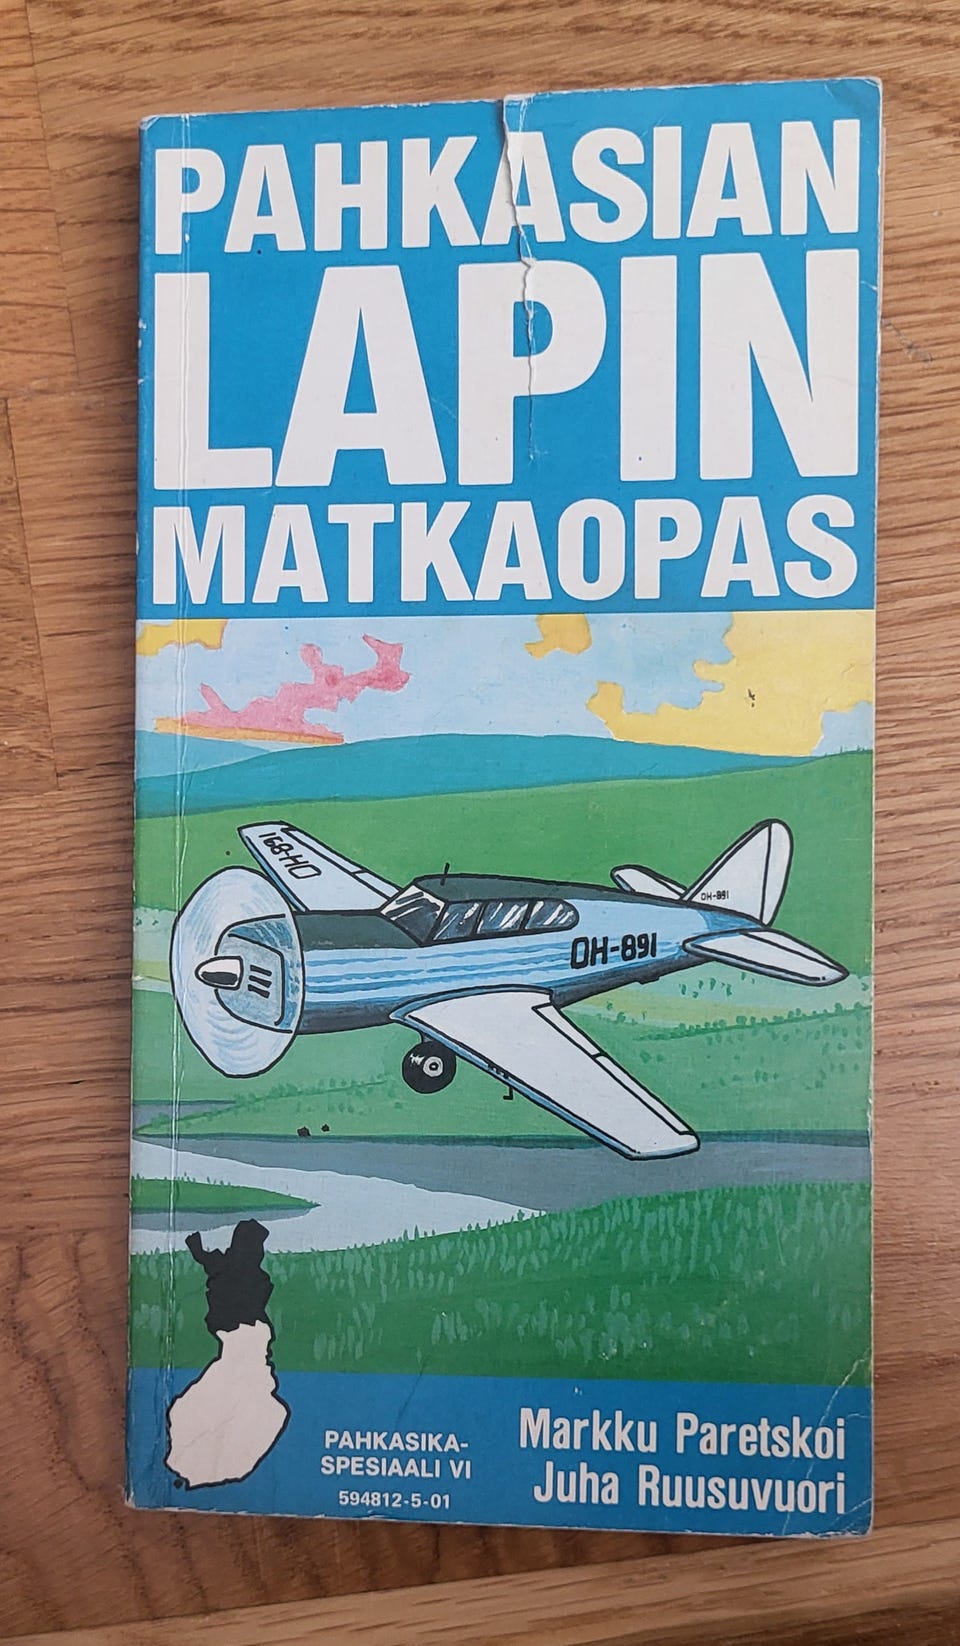 PAHKASIAN
LAPIN
MATKAOPAS
OH-891
OH-891
OH-891
PAHKASIKA-
SPESIAALI VI
594812-5-01
Markku Paretskoi
Juha Ruusuvuori